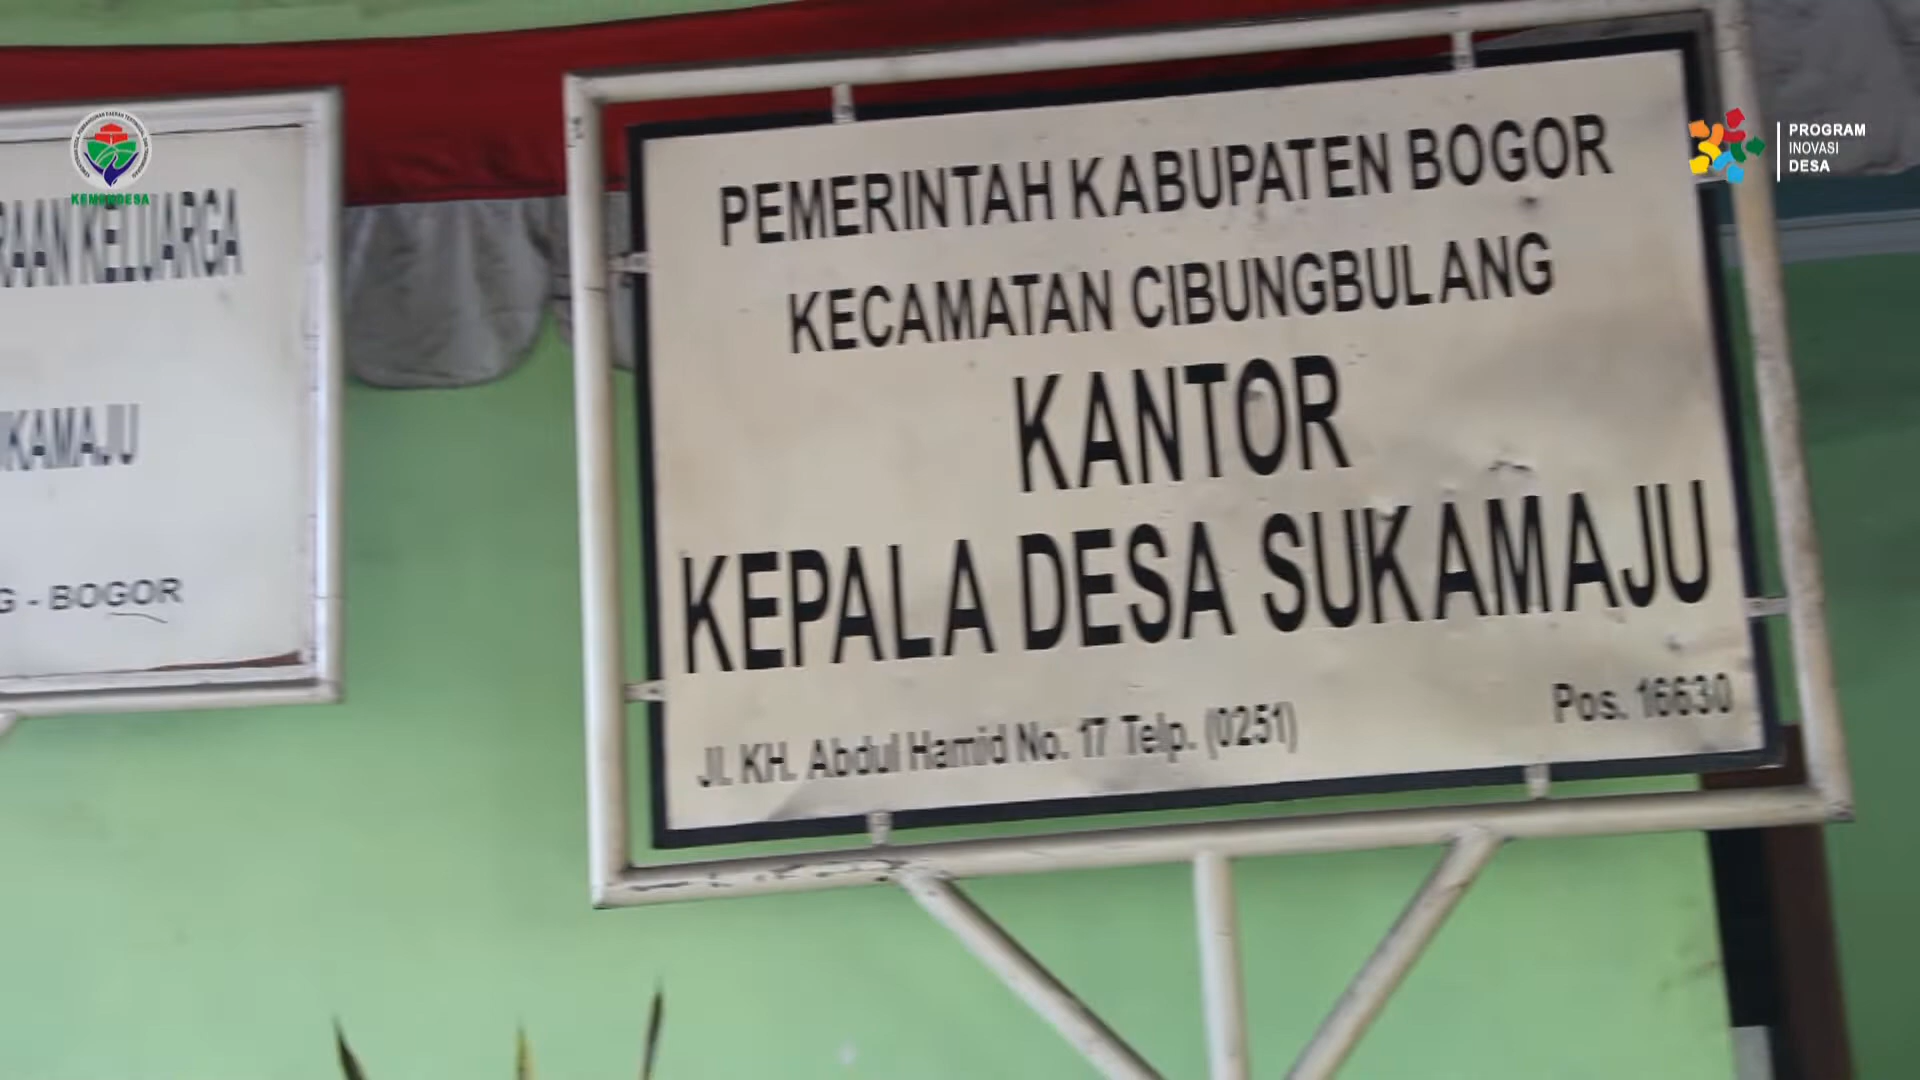 KEMENDESA
RAAN KELUARGA
UKAMAJU
G - BOGOR
PEMERINTAH KABUPATEN BOGOR
KECAMATAN CIBUNGBULANG
KANTOR
KEPALA DESA SUKAMAJU
Jl. KH. Abdul Hamid No. 17 Telp. (0251)
Pos. 16630
PROGRAM
INOVASI
DESA